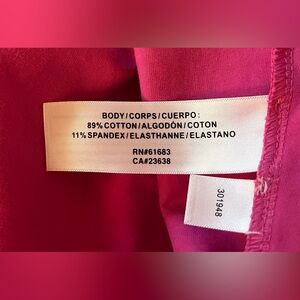 BODY/CORPS/CUERPO:
89% COTTON/ALGODÓN/COTON
11% SPANDEX/ELASTHANNE/ELASTANO
RN#61683
CA#23638
301948